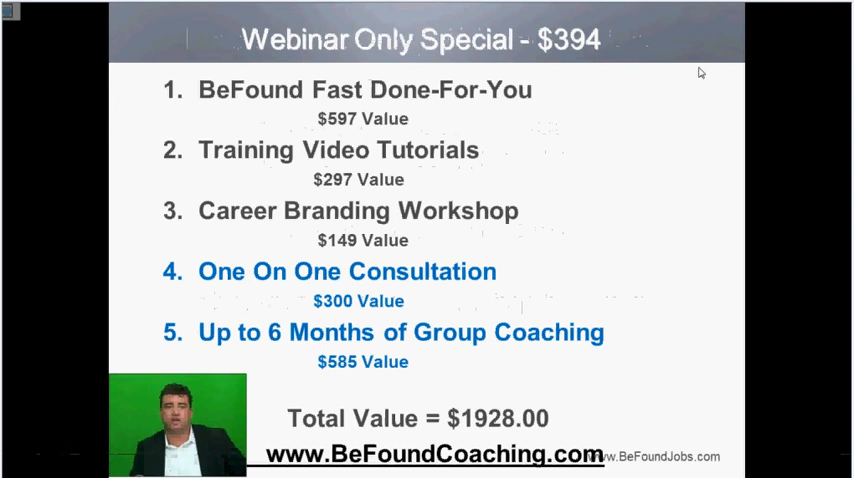 Webinar Only Special - $394
1. BeFound Fast Done-For-You
$597 Value
2. Training Video Tutorials
$297 Value
3. Career Branding Workshop
$149 Value
4. One On One Consultation
$300 Value
5. Up to 6 Months of Group Coaching
$585 Value
Total Value = $1928.00
www.BeFoundCoaching.com
www.BeFoundJobs.com